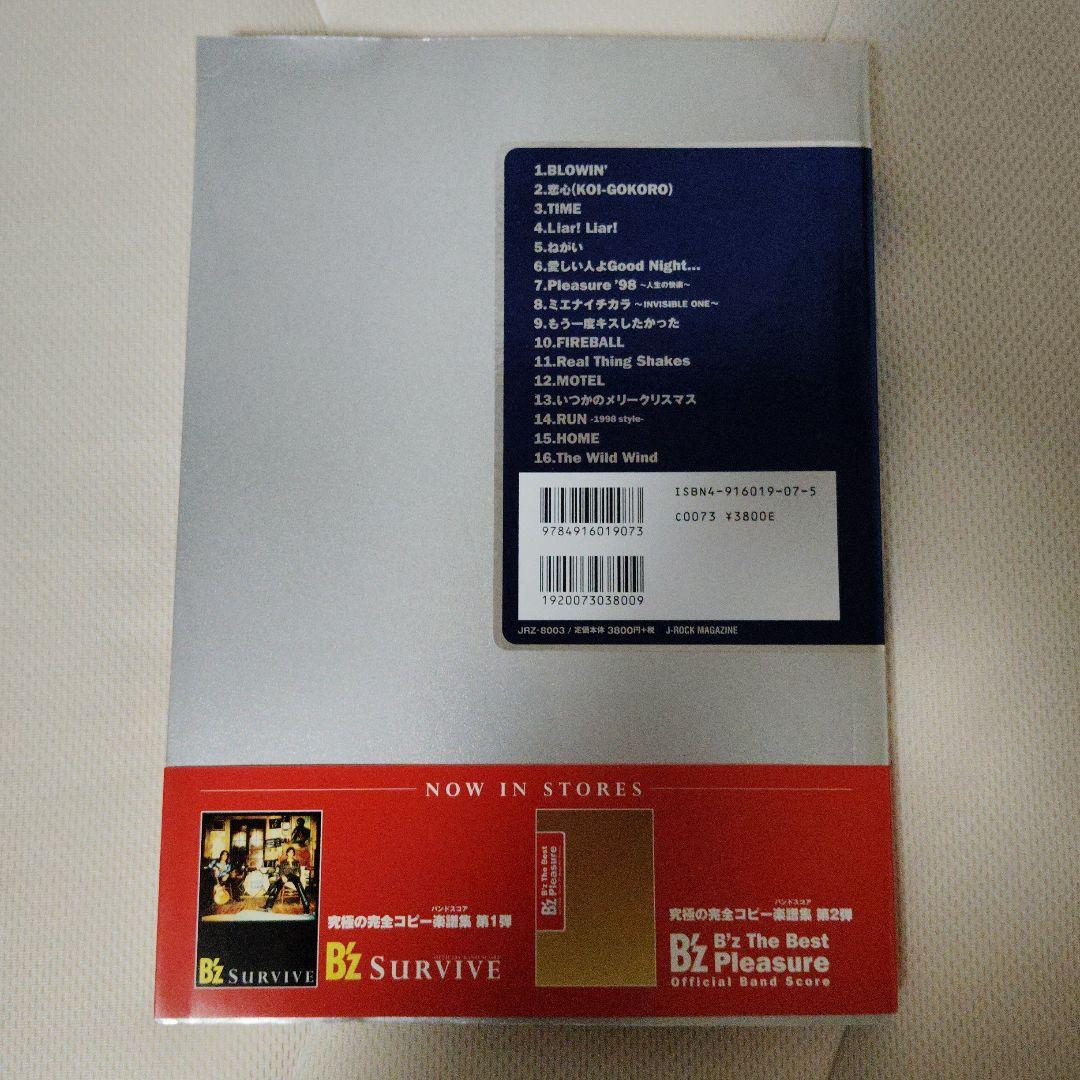 1.BLOWIN'
2.恋心(KOI-GOKORO)
3.TIME
4.Liar! Liar!
5.ねがい
6.愛しい人よGood Night...
7.Pleasure '98 ~人生の快楽~
8.ミエナイチカラ ~INVISIBLE ONE~
9.もう一度キスしたかった
10.FIREBALL
11.Real Thing Shakes
12.MOTEL
13.いつかのメリークリスマス
14.RUN -1998 style-
15.HOME
16.The Wild Wind
ISBN4-916019-07-5
C0073 ¥3800E
9784916019073
1920073038009
JRZ-8003 / 定価本体 3800円+税 J-ROCK MAGAZINE
NOW IN STORES
B'z SURVIVE
バンドスコア
究極の完全コピー楽譜集 第1弾
OFFICIAL BAND SCORE
B'z SURVIVE
B'z B'z The Best
Pleasure
バンドスコア
究極の完全コピー楽譜集 第2弾
B'z B'z The Best
Pleasure
Official Band Score